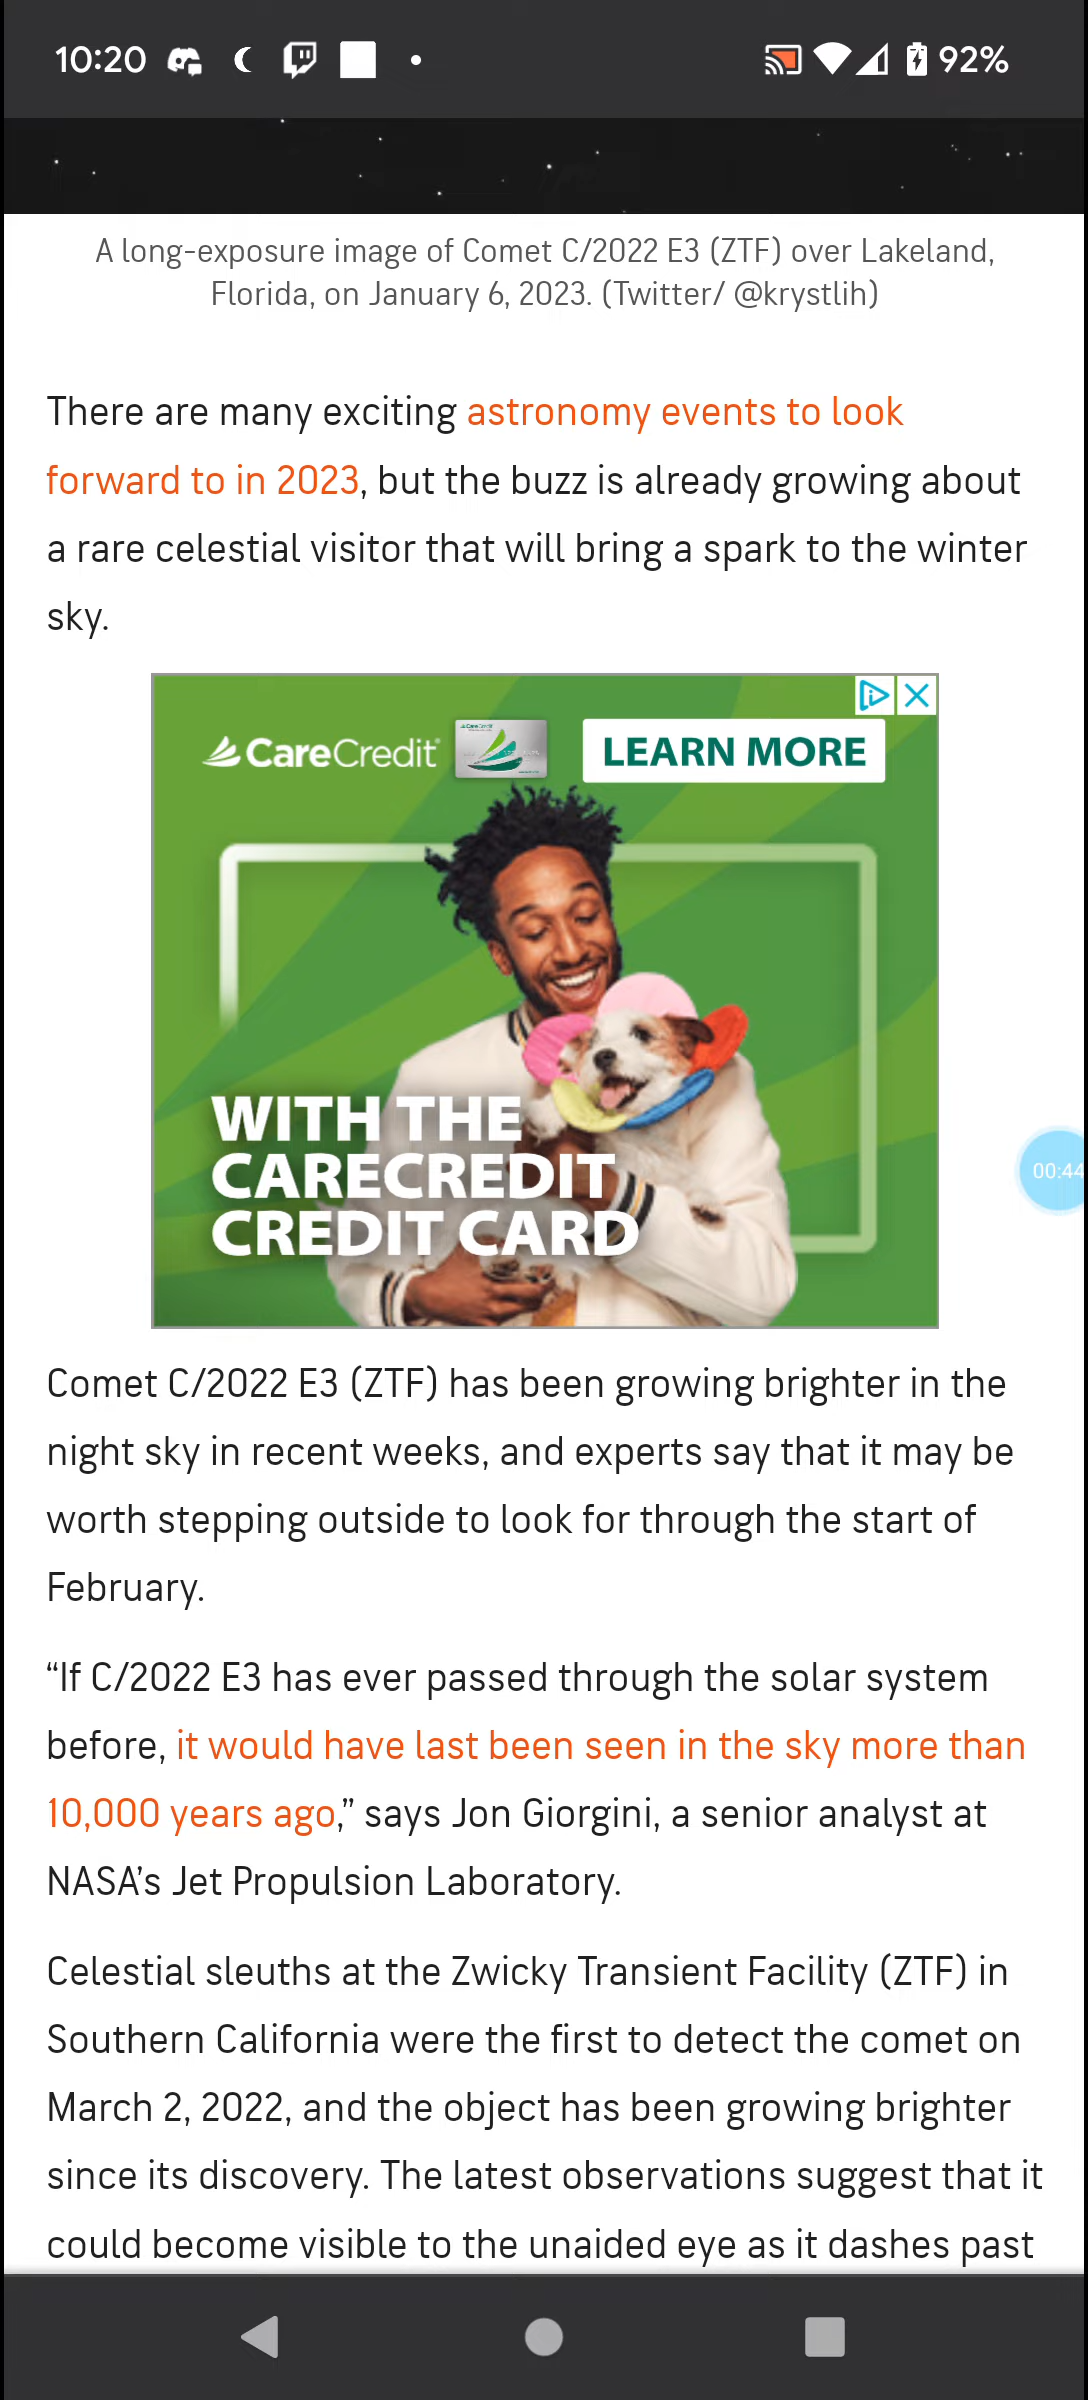 10:20
92%
A long-exposure image of Comet C/2022 E3 (ZTF) over Lakeland,
Florida, on January 6, 2023. (Twitter/ @krystlih)
There are many exciting astronomy events to look
forward to in 2023, but the buzz is already growing about
a rare celestial visitor that will bring a spark to the winter
sky.
CareCredit
LEARN MORE
WITH THE
CARECREDIT
CREDIT CARD
00:44
Comet C/2022 E3 (ZTF) has been growing brighter in the
night sky in recent weeks, and experts say that it may be
worth stepping outside to look for through the start of
February.
“If C/2022 E3 has ever passed through the solar system
before, it would have last been seen in the sky more than
10,000 years ago,” says Jon Giorgini, a senior analyst at
NASA’s Jet Propulsion Laboratory.
Celestial sleuths at the Zwicky Transient Facility (ZTF) in
Southern California were the first to detect the comet on
March 2, 2022, and the object has been growing brighter
since its discovery. The latest observations suggest that it
could become visible to the unaided eye as it dashes past